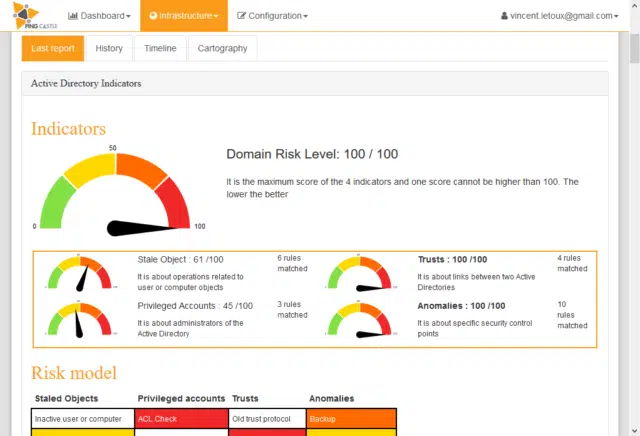 PING CASTLE
Dashboard Infrastructure Configuration vincent.letoux@gmail.com
Last report History Timeline Cartography
Active Directory Indicators
Indicators
50
0
100
Domain Risk Level: 100 / 100
It is the maximum score of the 4 indicators and one score cannot be higher than 100. The
lower the better
Stale Object : 61 /100
It is about operations related to
user or computer objects
6 rules
matched
Trusts : 100 /100
It is about links between two Active
Directories
4 rules
matched
Privileged Accounts : 45 /100
It is about administrators of the
Active Directory
3 rules
matched
Anomalies : 100 /100
It is about specific security control
points
10
rules
matched
Risk model
Staled Objects Privileged accounts Trusts Anomalies
Inactive user or computer ACL Check Old trust protocol Backup